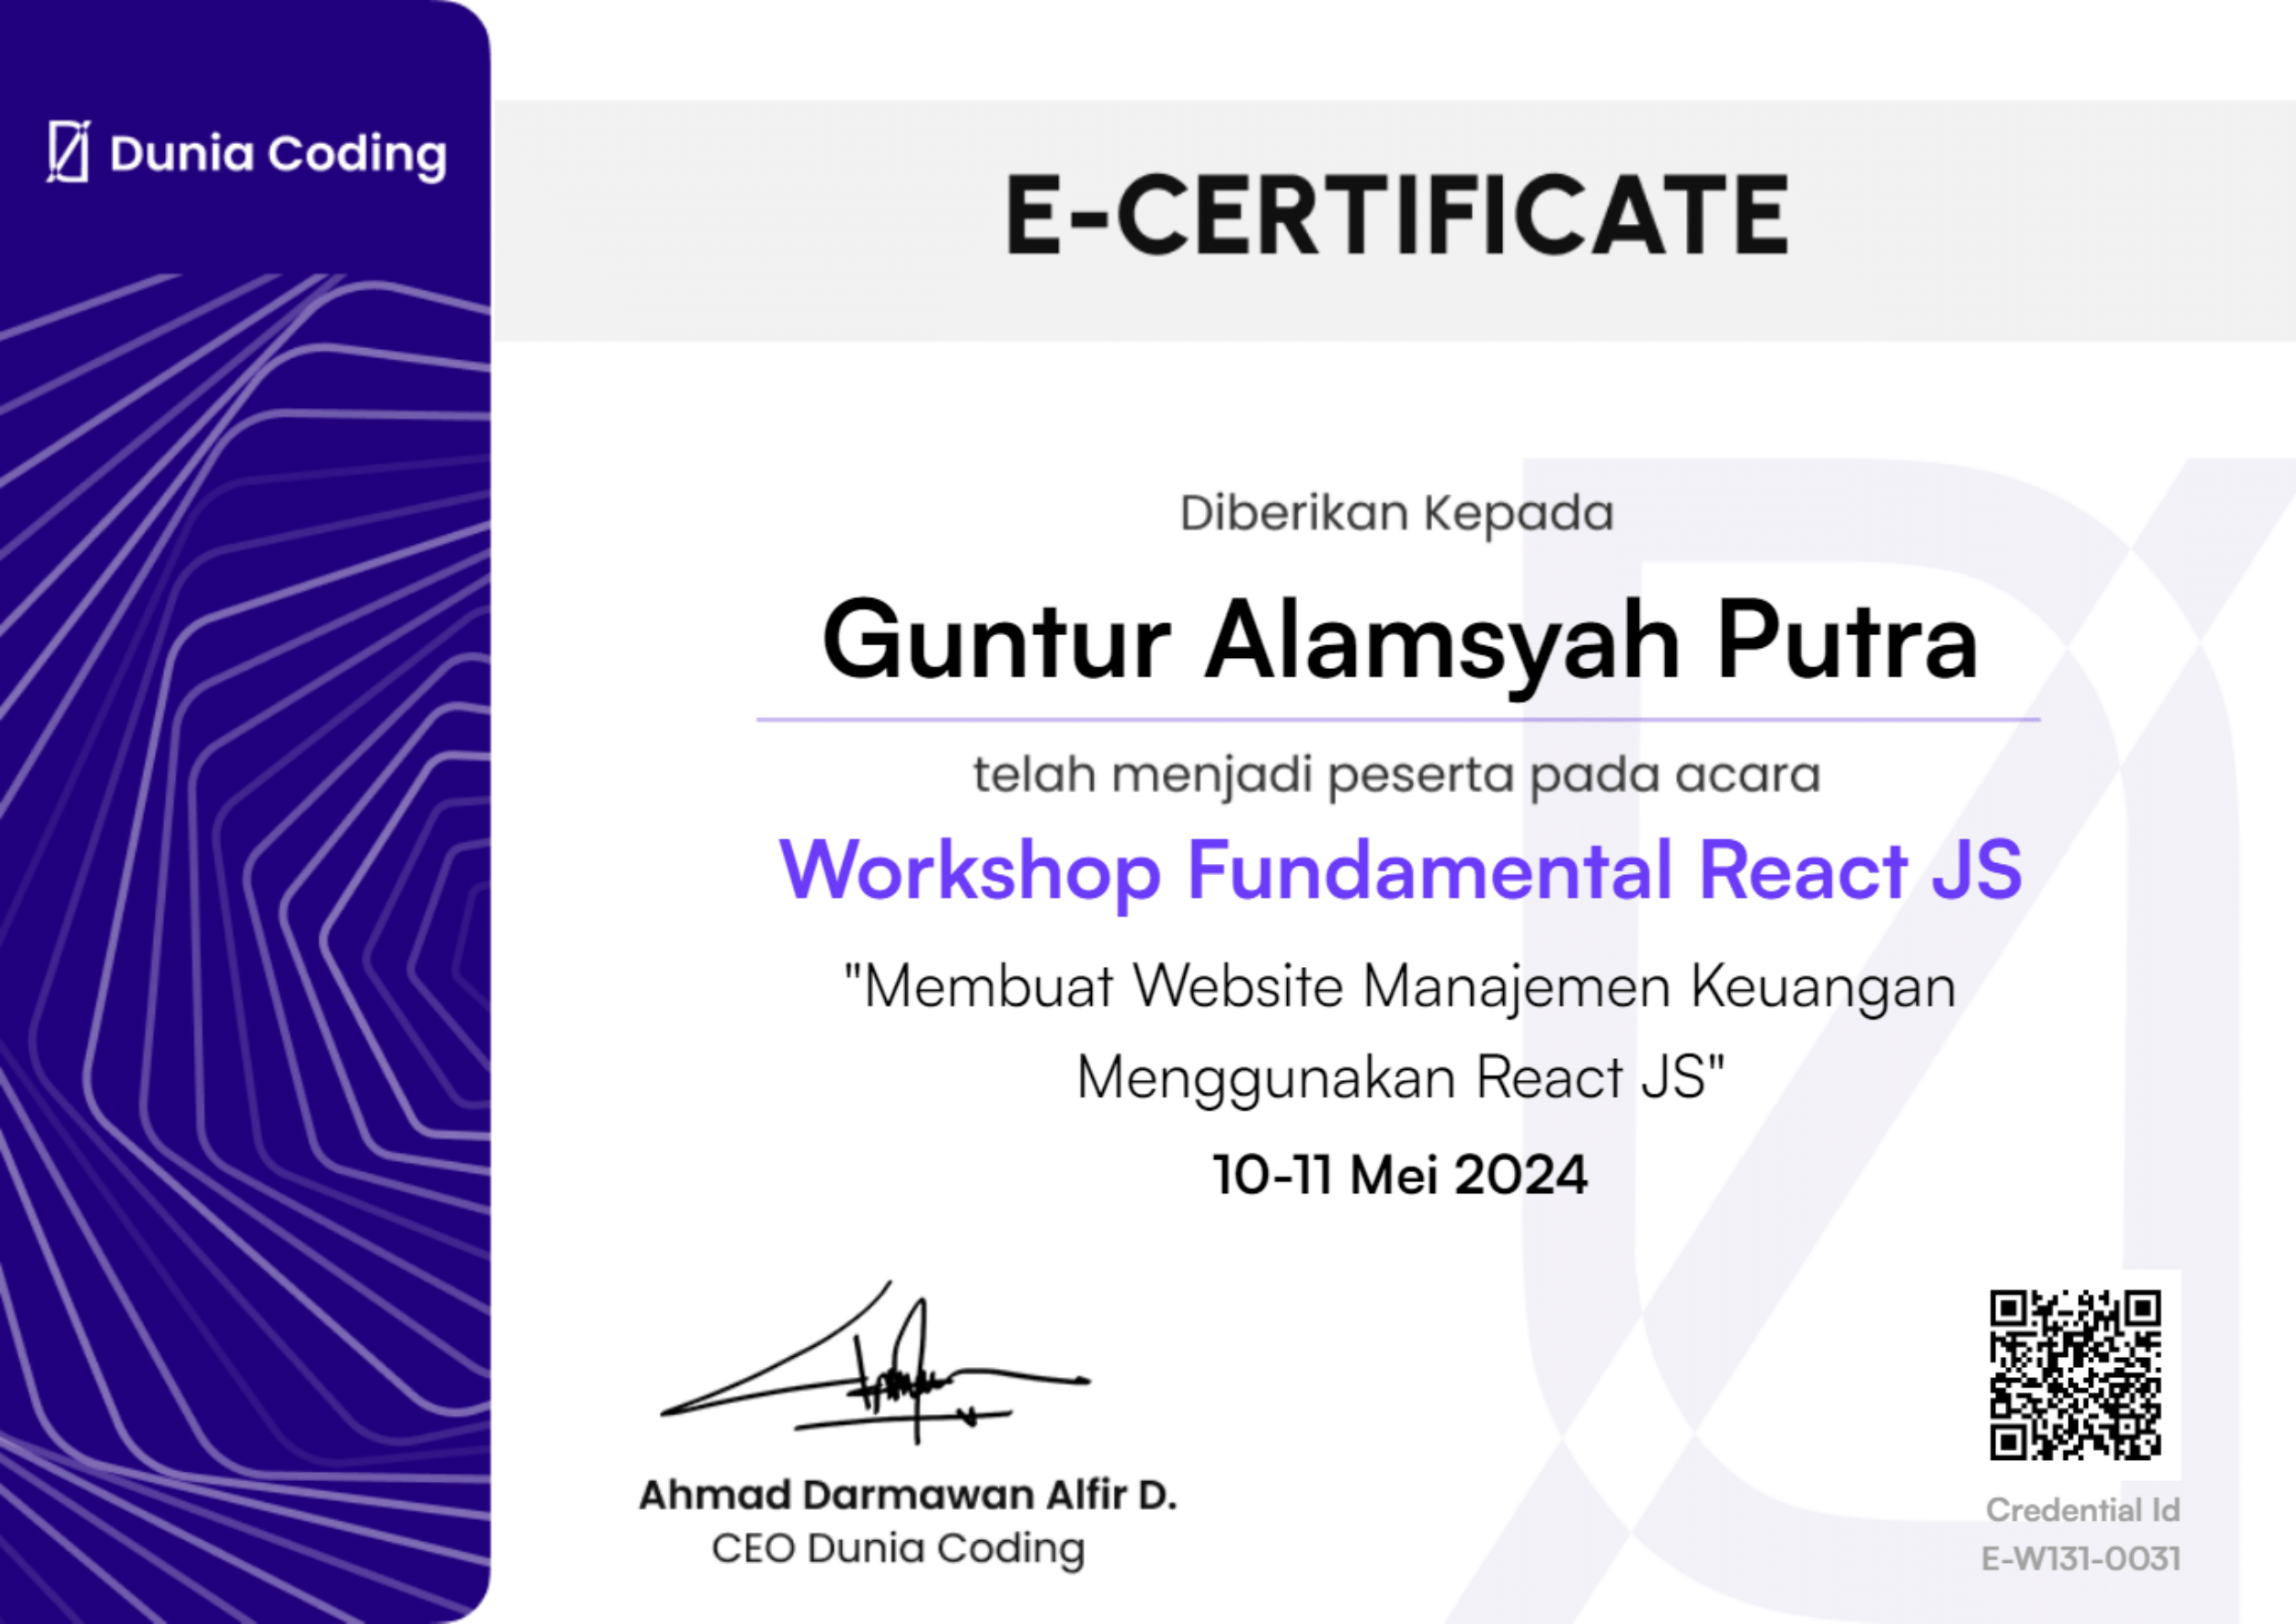 Dunia Coding
E-CERTIFICATE
Diberikan Kepada
Guntur Alamsyah Putra
telah menjadi peserta pada acara
Workshop Fundamental React JS
"Membuat Website Manajemen Keuangan
Menggunakan React JS"
10-11 Mei 2024
Ahmad Darmawan Alfir D.
CEO Dunia Coding
Credential Id
E-W131-0031